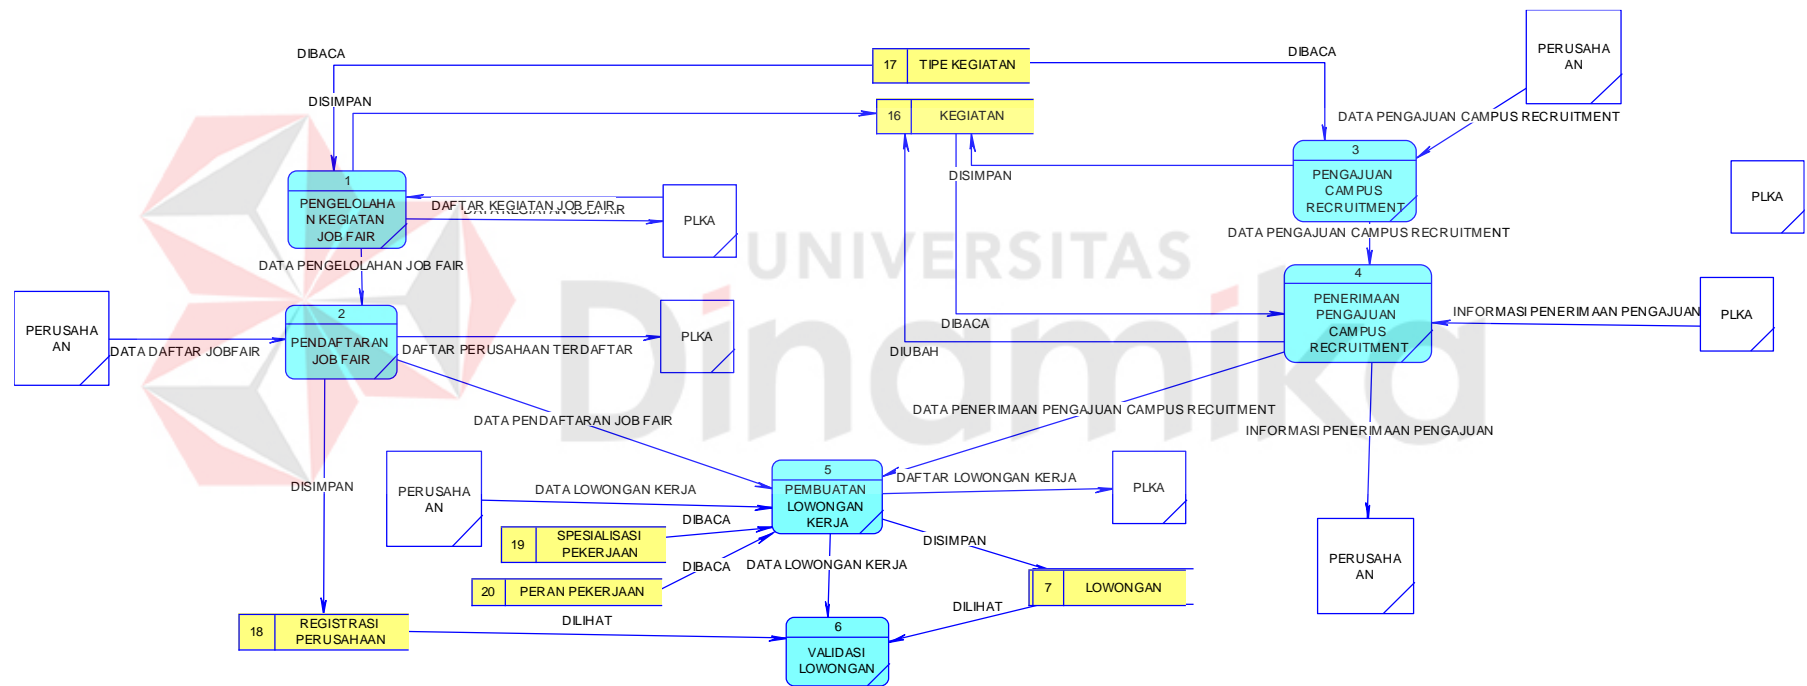 DIBACA
17 TIPE KEGIATAN
DIBACA
PERUSAHA
AN
DISIMPAN
16 KEGIATAN
DATA PENGAJUAN CAMPUS RECRUITMENT
3
PENGAJUAN
CAMPUS
RECRUITMENT
DISIMPAN
1
PENGELOLAHA
N KEGIATAN
JOB FAIR
DAFTAR KEGIATAN JOB FAIR
DATA KEGIATAN JOBFAIR
PLKA
PLKA
DATA PENGAJUAN CAMPUS RECRUITMENT
UNIVERSITAS
Dinamika
DATA PENGELOLAHAN JOB FAIR
4
PENERIMAAN
PENGAJUAN
CAMPUS
RECRUITMENT
INFORMASI PENERIMAAN PENGAJUAN
PLKA
PERUSAHA
AN
DATA DAFTAR JOBFAIR
2
PENDAFTARAN
JOB FAIR
DAFTAR PERUSAHAAN TERDAFTAR
PLKA
DIBACA
DIUBAH
DATA PENDAFTARAN JOB FAIR
DATA PENERIMAAN PENGAJUAN CAMPUS RECUITMENT
INFORMASI PENERIMAAN PENGAJUAN
DISIMPAN
PERUSAHA
AN
DATA LOWONGAN KERJA
5
PEMBUATAN
LOWONGAN
KERJA
DAFTAR LOWONGAN KERJA
PLKA
DIBACA
19 SPESIALISASI
PEKERJAAN
DISIMPAN
DIBACA
DATA LOWONGAN KERJA
20 PERAN PEKERJAAN
7 LOWONGAN
PERUSAHA
AN
18 REGISTRASI
PERUSAHAAN
DILIHAT
DILIHAT
6
VALIDASI
LOWONGAN